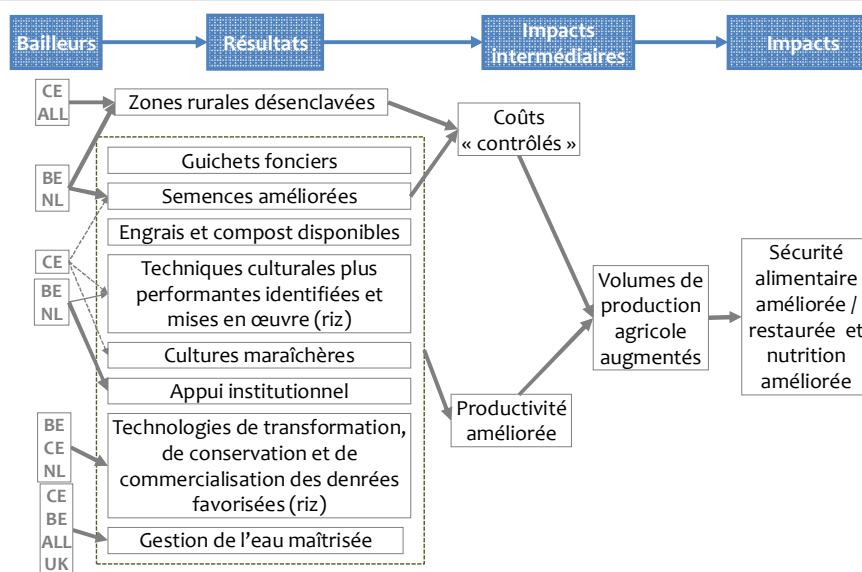 Bailleurs
Résultats
Impacts
intermédiaires
Impacts
CE
ALL
Zones rurales désenclavées
Coûts
« contrôlés »
Guichets fonciers
BE
NL
Semences améliorées
Engrais et compost disponibles
CE
Techniques culturales plus
performantes identifiées et
mises en œuvre (riz)
BE
NL
Cultures maraîchères
Appui institutionnel
Volumes de
production
agricole
augmentés
Sécurité
alimentaire
améliorée /
restaurée et
nutrition
améliorée
Productivité
améliorée
BE
CE
NL
Technologies de transformation,
de conservation et de
commercialisation des denrées
favorisées (riz)
CE
BE
ALL
UK
Gestion de l'eau maîtrisée